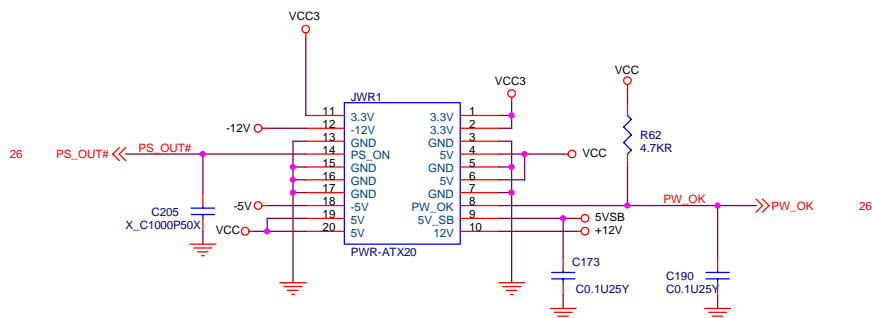 VCC3
VCC3
VCC
JWR1
11 3.3V 3.3V 1
-12V 12 -12V 3.3V 2
13 GND GND 3
R62
4.7KR
26 PS_OUT# PS_OUT# 14 PS_ON 5V 4 VCC
15 GND GND 5
16 GND 5V 6
17 GND GND 7
-5V 18 -5V PW_OK 8 PW_OK PW_OK 26
C205
X_C1000P50X
19 5V 5V_SB 9 5VSB
VCC 20 5V 12V 10 +12V
PWR-ATX20
C173
C0.1U25Y
C190
C0.1U25Y